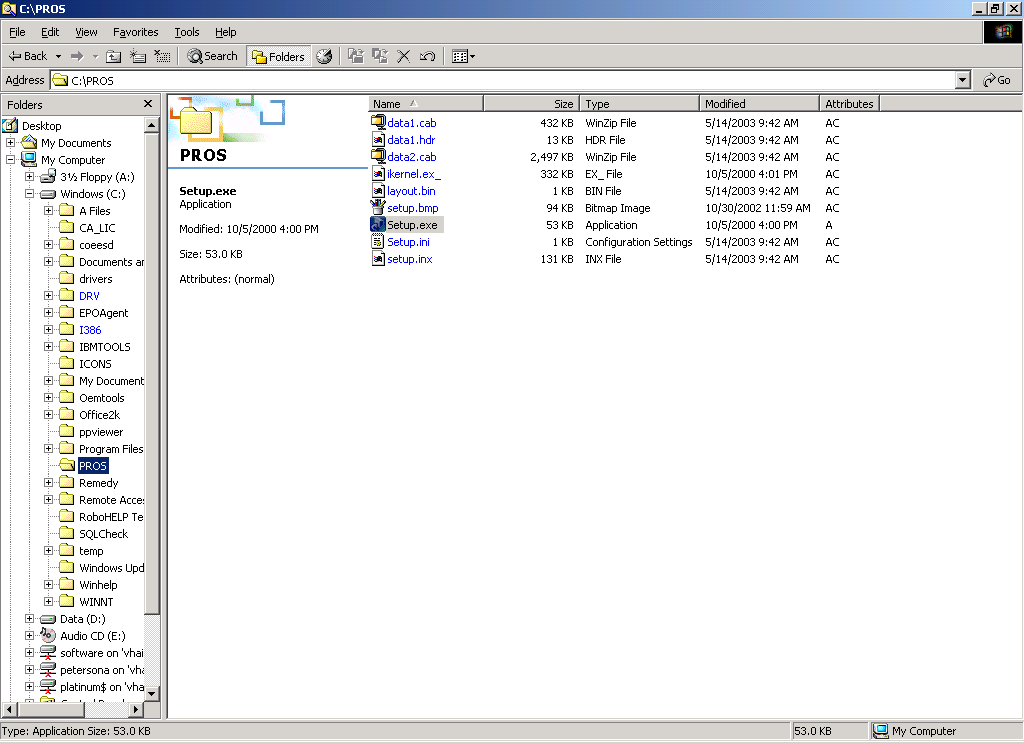 C:\PROS
File Edit View Favorites Tools Help
Back Search Folders
Address C:\PROS Go
Folders
Desktop
My Documents
My Computer
3½ Floppy (A:)
Windows (C:)
A Files
CA_LIC
coeesd
Documents ar
drivers
DRV
EPOAgent
I386
IBMTOOLS
ICONS
My Document
Oemtools
Office2k
ppviewer
Program Files
PROS
Remedy
Remote Acce
RoboHELP Te
SQLCheck
temp
Windows Upd
Winhelp
WINNT
Data (D:)
Audio CD (E:)
software on 'vhai
petersona on 'vha
platinum$ on 'vha
PROS
Setup.exe
Application
Modified: 10/5/2000 4:00 PM
Size: 53.0 KB
Attributes: (normal)
Name Size Type Modified Attributes
data1.cab 432 KB WinZip File 5/14/2003 9:42 AM AC
data1.hdr 13 KB HDR File 5/14/2003 9:42 AM AC
data2.cab 2,497 KB WinZip File 5/14/2003 9:42 AM AC
ikernel.ex_ 332 KB EX_ File 10/5/2000 4:01 PM AC
layout.bin 1 KB BIN File 5/14/2003 9:42 AM AC
setup.bmp 94 KB Bitmap Image 10/30/2002 11:59 AM AC
Setup.exe 53 KB Application 10/5/2000 4:00 PM A
Setup.ini 1 KB Configuration Settings 5/14/2003 9:42 AM AC
setup.inx 131 KB INX File 5/14/2003 9:42 AM AC
Type: Application Size: 53.0 KB 53.0 KB My Computer